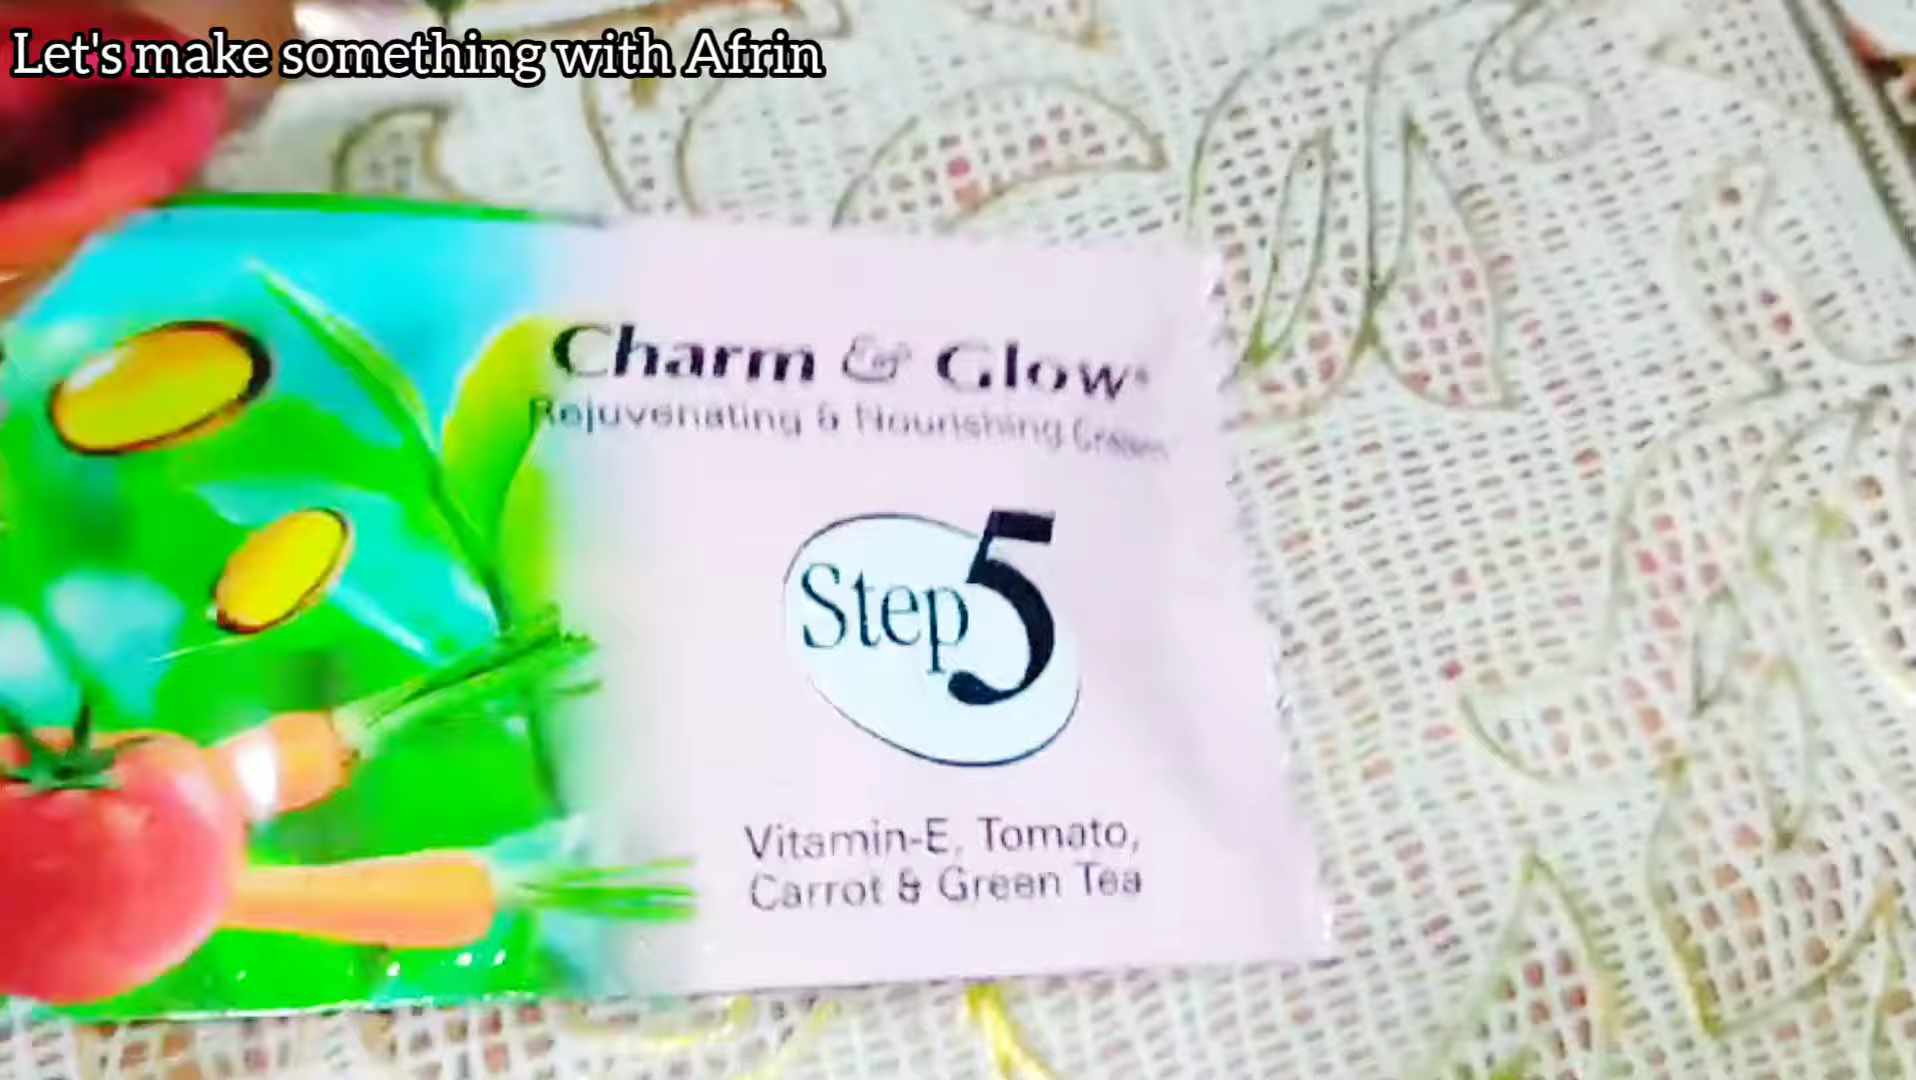 Let's make something with Afrin
Charm & Glow
Rejuvenating & Nourishing Cream
Step 5
Vitamin-E, Tomato,
Carrot & Green Tea